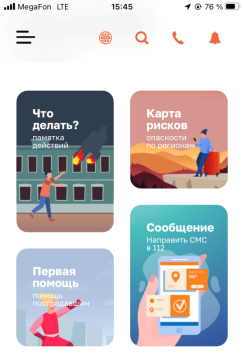 MegaFon LTE 15:45 76 %
Что
делать?
памятка
действий
Карта
рисков
опасности
по регионам
Первая
помощь
помощь
пострадавшим
Сообщение
Направить СМС
в 112